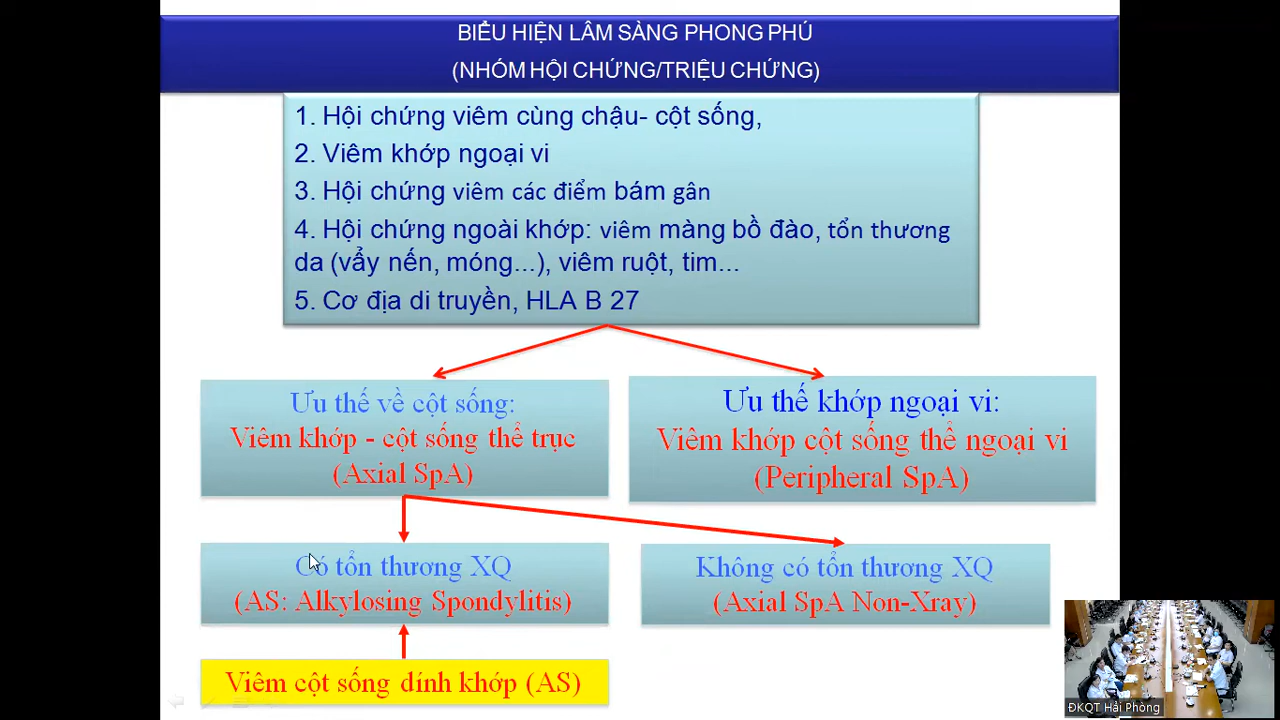 BIỂU HIỆN LÂM SÀNG PHONG PHÚ
(NHÓM HỘI CHỨNG/TRIỆU CHỨNG)
1. Hội chứng viêm cùng chậu- cột sống,
2. Viêm khớp ngoại vi
3. Hội chứng viêm các điểm bám gân
4. Hội chứng ngoài khớp: viêm màng bồ đào, tổn thương
da (vẩy nến, móng...), viêm ruột, tim...
5. Cơ địa di truyền, HLA B 27
Ưu thế về cột sống:
Viêm khớp - cột sống thể trục
(Axial SpA)
Ưu thế khớp ngoại vi:
Viêm khớp cột sống thể ngoại vi
(Peripheral SpA)
Có tổn thương XQ
(AS: Alkylosing Spondylitis)
Không có tổn thương XQ
(Axial SpA Non-Xray)
Viêm cột sống dính khớp (AS)
ĐKQT Hải Phòng